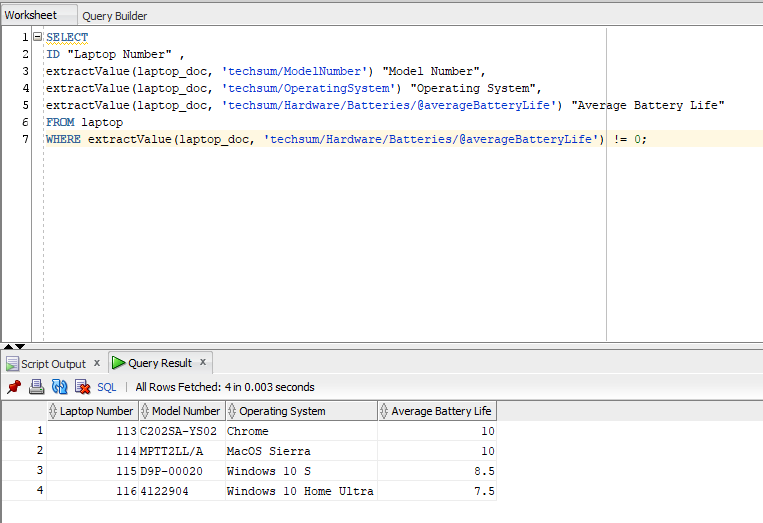 Worksheet Query Builder
1 SELECT
2 ID "Laptop Number" ,
3 extractValue(laptop_doc, 'techsum/ModelNumber') "Model Number",
4 extractValue(laptop_doc, 'techsum/OperatingSystem') "Operating System",
5 extractValue(laptop_doc, 'techsum/Hardware/Batteries/@averageBatteryLife') "Average Battery Life"
6 FROM laptop
7 WHERE extractValue(laptop_doc, 'techsum/Hardware/Batteries/@averageBatteryLife') != 0;
Script Output x Query Result x
SQL | All Rows Fetched: 4 in 0.003 seconds
Laptop Number Model Number Operating System Average Battery Life
1 113 C202SA-YS02 Chrome 10
2 114 MPTT2LL/A MacOS Sierra 10
3 115 D9P-00020 Windows 10 S 8.5
4 116 4122904 Windows 10 Home Ultra 7.5